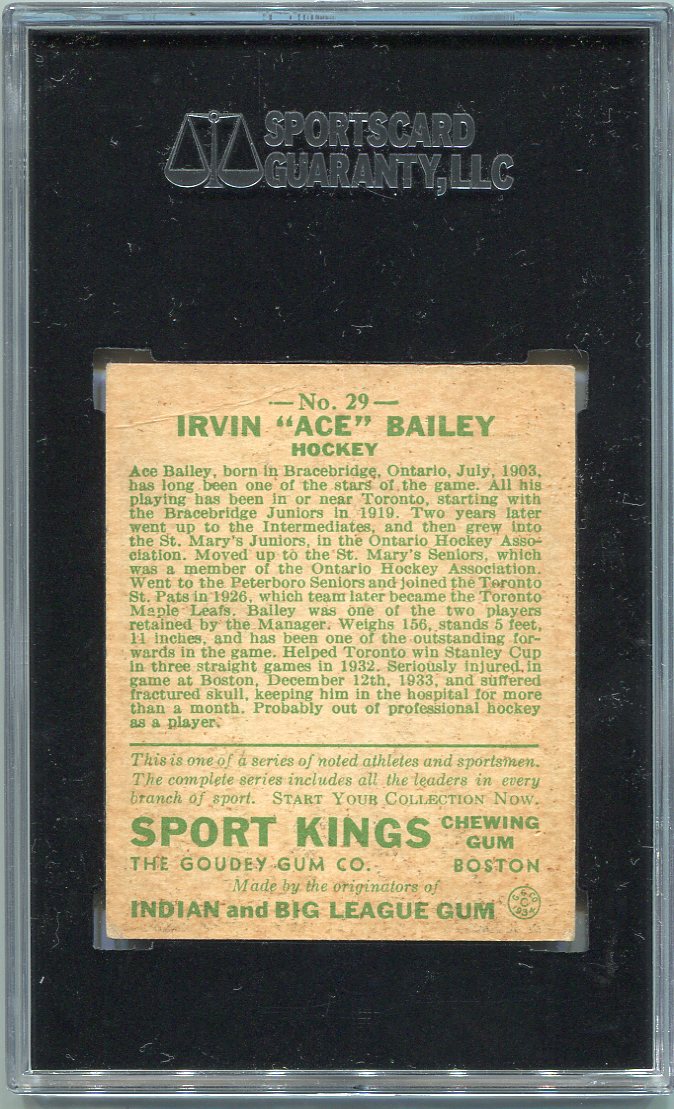 SPORTSCARD
GUARANTY, LLC
— No. 29 —
IRVIN "ACE" BAILEY
HOCKEY
Ace Bailey, born in Bracebridge, Ontario, July, 1903,
has long been one of the stars of the game. All his
playing has been in or near Toronto, starting with
the Bracebridge Juniors in 1919. Two years later
went up to the Intermediates, and then grew into
the St. Mary's Juniors, in the Ontario Hockey Asso-
ciation. Moved up to the St. Mary's Seniors, which
was a member of the Ontario Hockey Association.
Went to the Peterboro Seniors and joined the Toronto
St. Pats in 1926, which team later became the Toronto
Maple Leafs. Bailey was one of the two players
retained by the Manager. Weighs 156, stands 5 feet,
11 inches, and has been one of the outstanding for-
wards in the game. Helped Toronto win Stanley Cup
in three straight games in 1932. Seriously injured in
game at Boston, December 12th, 1933, and suffered
fractured skull, keeping him in the hospital for more
than a month. Probably out of professional hockey
as a player.
This is one of a series of noted athletes and sportsmen.
The complete series includes all the leaders in every
branch of sport. START YOUR COLLECTION NOW.
SPORT KINGS CHEWING GUM
THE GOUDEY GUM CO. BOSTON
Made by the originators of
INDIAN and BIG LEAGUE GUM